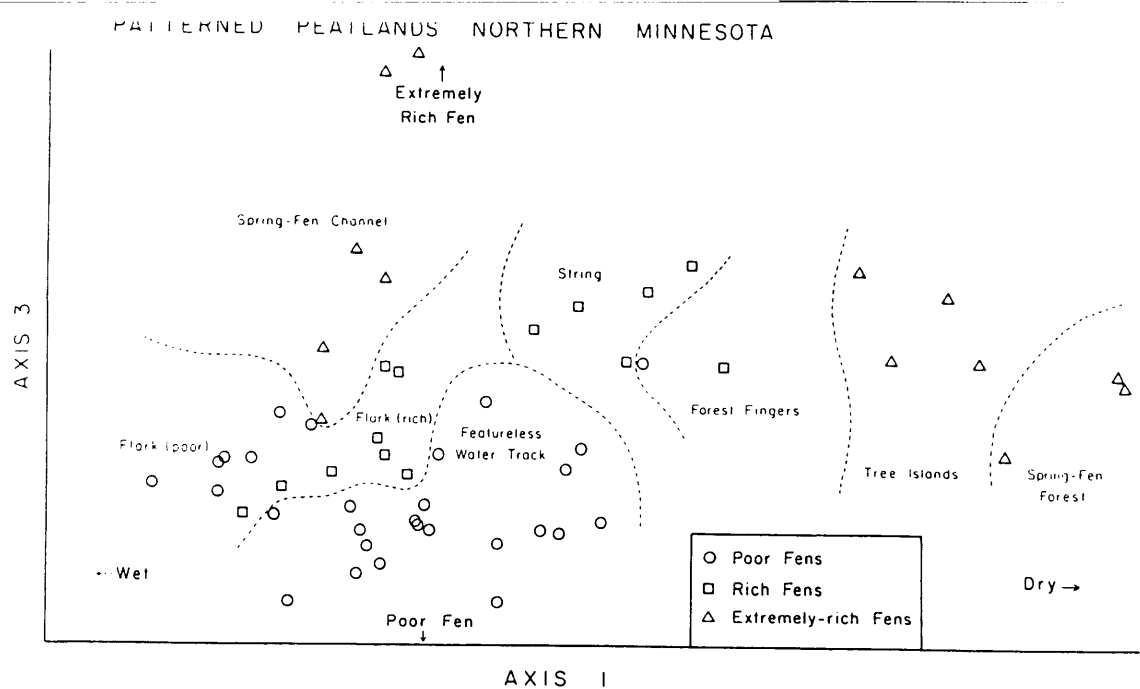 PATTERNED PEATLANDS NORTHERN MINNESOTA
Extremely
Rich Fen
Spring-Fen Channel
String
AXIS 3
Flark (rich)
Forest Fingers
Featureless
Water Track
Flark (poor)
Tree Islands
Spring-Fen
Forest
Wet
Poor Fens
Rich Fens
Extremely-rich Fens
Dry →
Poor Fen
AXIS 1